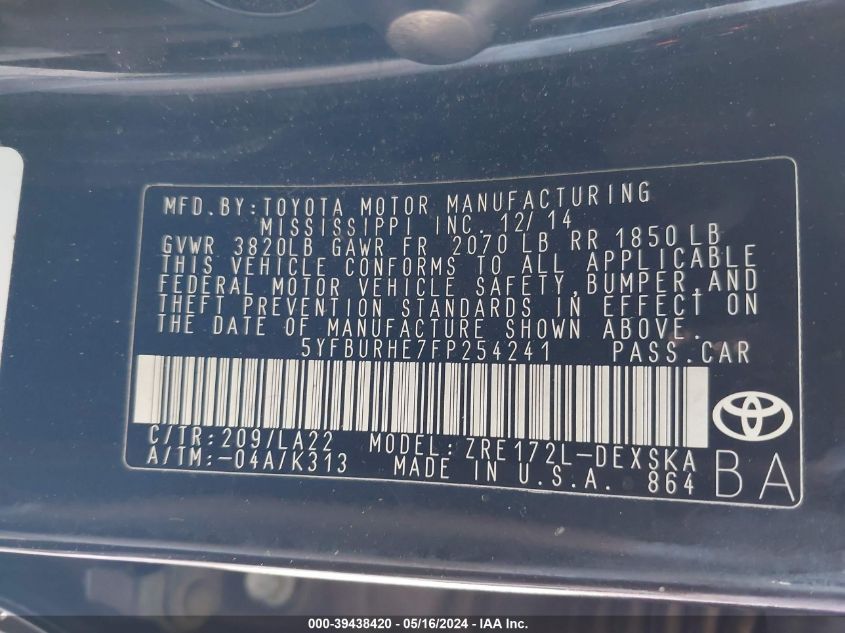 MFD. BY: TOYOTA MOTOR MANUFACTURING
MISSISSIPPI INC. 12/14
GVWR 3820LB GAWR FR 2070 LB RR 1850LB
THIS VEHICLE CONFORMS TO ALL APPLICABLE
FEDERAL MOTOR VEHICLE SAFETY, BUMPER, AND
THEFT PREVENTION STANDARDS IN EFFECT ON
THE DATE OF MANUFACTURE SHOWN ABOVE.
5YFBURHE7FP254241 PASS. CAR
C/TR: 209/LA22 MODEL: ZRE172L-DEXSKA
A/TM: -04A/K313 MADE IN U.S.A. 864
BA
000-39438420 - 05/16/2024 - IAA Inc.